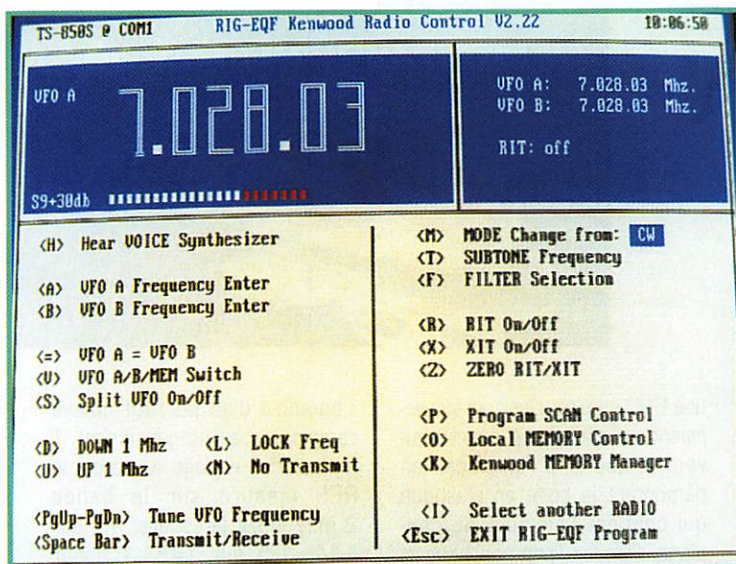 TS-850S @ COM1 RIG-EQF Kenwood Radio Control V2.22 10:06:50
VFO A
7.028.03
S9+30db
VFO A: 7.028.03 Mhz.
VFO B: 7.028.03 Mhz.
RIT: off
<H> Hear VOICE Synthesizer
<A> VFO A Frequency Enter
<B> VFO B Frequency Enter
<=> VFO A = VFO B
<V> VFO A/B/MEM Switch
<S> Split VFO On/Off
<D> DOWN 1 Mhz <L> LOCK Freq
<U> UP 1 Mhz <N> No Transmit
<PgUp-PgDn> Tune VFO Frequency
<Space Bar> Transmit/Receive
<M> MODE Change from: CW
<T> SUBTONE Frequency
<F> FILTER Selection
<R> RIT On/Off
<X> XIT On/Off
<Z> ZERO RIT/XIT
<P> Program SCAN Control
<O> Local MEMORY Control
<K> Kenwood MEMORY Manager
<I> Select another RADIO
<Esc> EXIT RIG-EQF Program